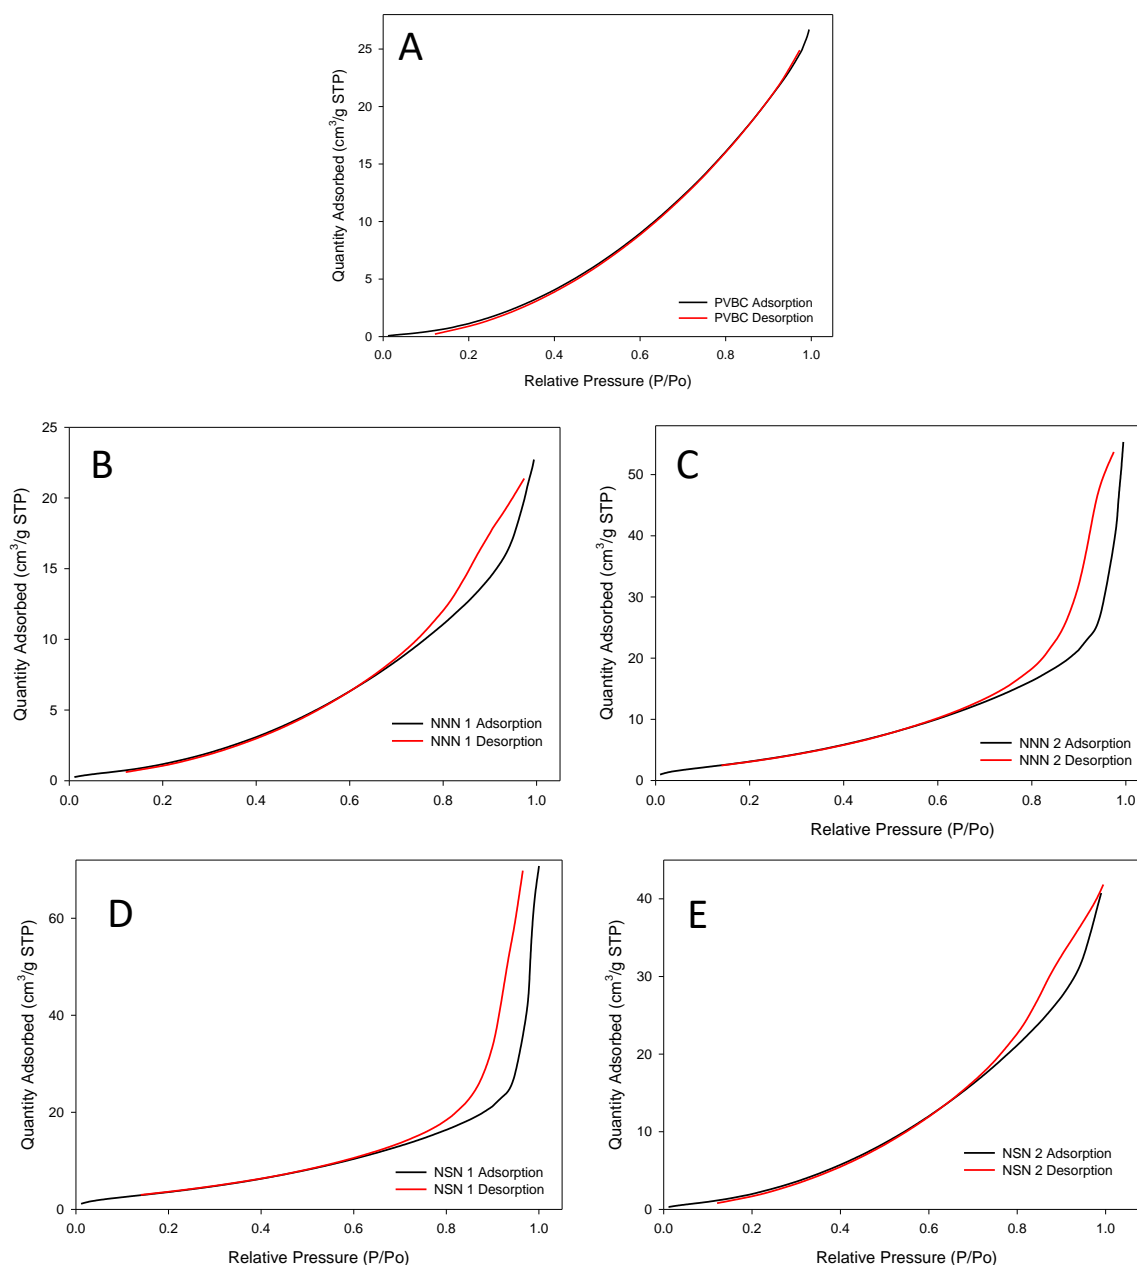 A
Quantity Adsorbed (cm³/g STP)
25
20
15
10
5
0
PVBC Adsorption
PVBC Desorption
0.0 0.2 0.4 0.6 0.8 1.0
Relative Pressure (P/Po)
B
Quantity Adsorbed (cm³/g STP)
25
20
15
10
5
0
NNN 1 Adsorption
NNN 1 Desorption
0.0 0.2 0.4 0.6 0.8 1.0
Relative Pressure (P/Po)
C
Quantity Adsorbed (cm³/g STP)
50
40
30
20
10
0
NNN 2 Adsorption
NNN 2 Desorption
0.0 0.2 0.4 0.6 0.8 1.0
Relative Pressure (P/Po)
D
Quantity Adsorbed (cm³/g STP)
60
40
20
0
NSN 1 Adsorption
NSN 1 Desorption
0.0 0.2 0.4 0.6 0.8 1.0
Relative Pressure (P/Po)
E
Quantity Adsorbed (cm³/g STP)
40
30
20
10
0
NSN 2 Adsorption
NSN 2 Desorption
0.0 0.2 0.4 0.6 0.8 1.0
Relative Pressure (P/Po)